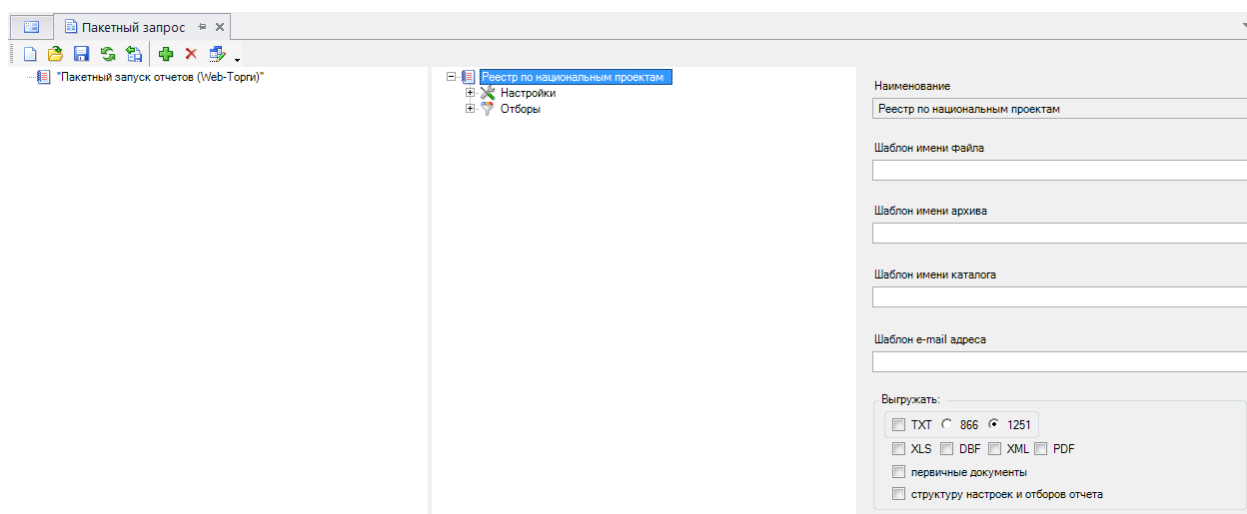 Пакетный запрос
"Пакетный запуск отчетов (Web-Торги)"
Реестр по национальным проектам
Настройки
Отборы
Наименование
Реестр по национальным проектам
Шаблон имени файла
Шаблон имени архива
Шаблон имени каталога
Шаблон e-mail адреса
Выгружать:
TXT 866 1251
XLS DBF XML PDF
первичные документы
структуру настроек и отборов отчета